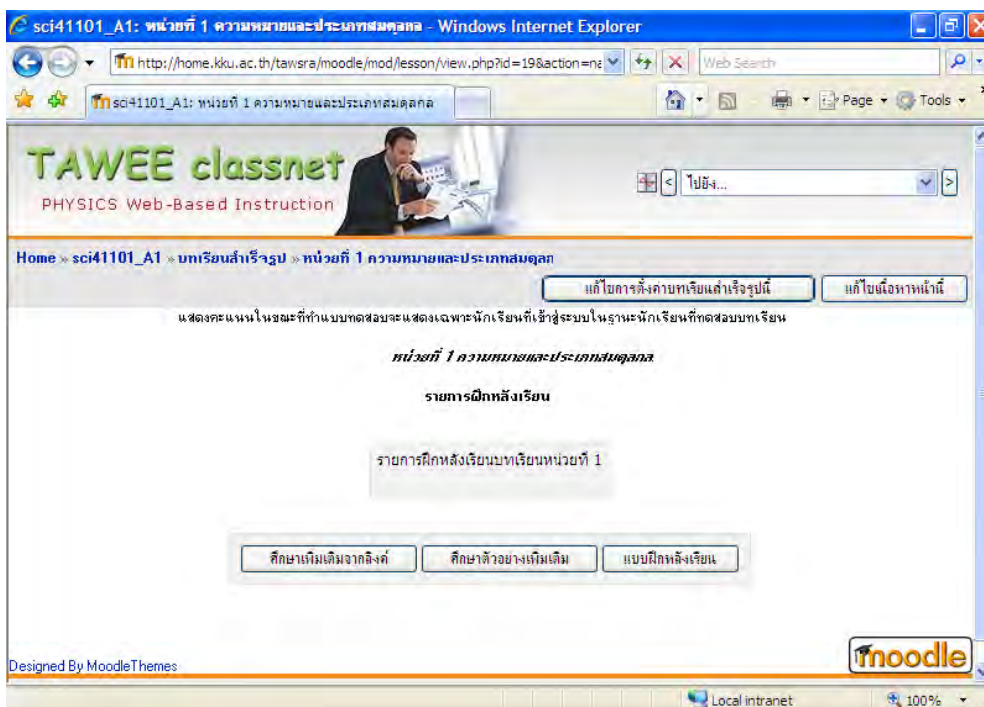 sci41101_A1: หน่วยที่ 1 ความหมายและประเภทสมดุลกล - Windows Internet Explorer
http://home.kku.ac.th/tawsra/moodle/mod/lesson/view.php?id=19&action=na
Web Search
sci41101_A1: หน่วยที่ 1 ความหมายและประเภทสมดุลกล
Page
Tools
TAWEE classnet
PHYSICS Web-Based Instruction
ไปยัง...
Home » sci41101_A1 » บทเรียนสำเร็จรูป » หน่วยที่ 1 ความหมายและประเภทสมดุลก
แก้ไขการตั้งค่าบทเรียนสำเร็จรูปนี้
แก้ไขเนื้อหาหน้านี้
แสดงคะแนนในขณะที่ทำแบบทดสอบจะแสดงเฉพาะนักเรียนที่เข้าสู่ระบบในฐานะนักเรียนที่ทดสอบบทเรียน
หน่วยที่ 1 ความหมายและประเภทสมดุลกล
รายการฝึกหลังเรียน
รายการฝึกหลังเรียนบทเรียนหน่วยที่ 1
ศึกษาเพิ่มเติมจากลิงค์
ศึกษาตัวอย่างเพิ่มเติม
แบบฝึกหลังเรียน
moodle
Designed By MoodleThemes
Local intranet
100%